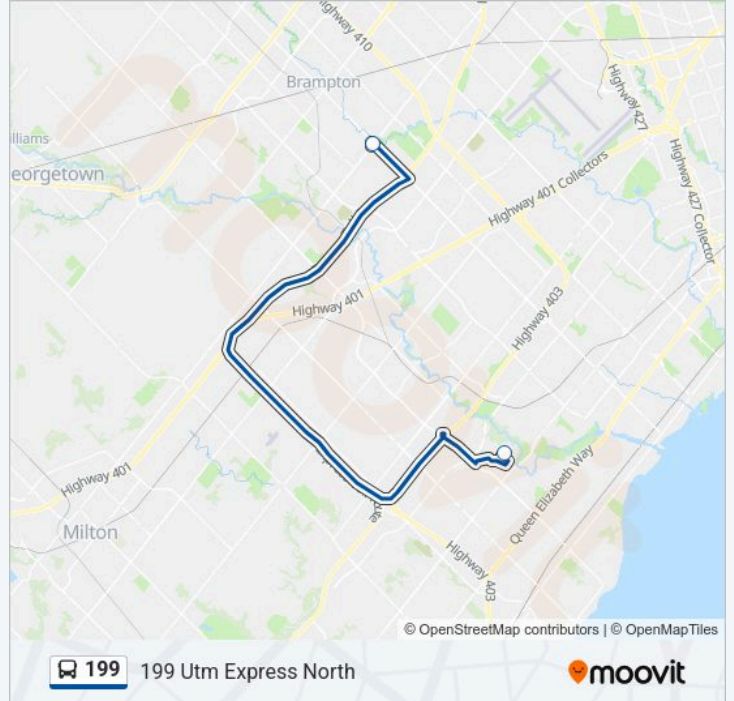 Highway 410
Brampton
Highway 427
lliams
eorgetown
Highway 401 Collectors
Highway 427 Collector
Highway 401
Highway 403
Highway 401
Queen Elizabeth Way
Milton
Highway 403
© OpenStreetMap contributors | © OpenMapTiles
199 199 Utm Express North moovit